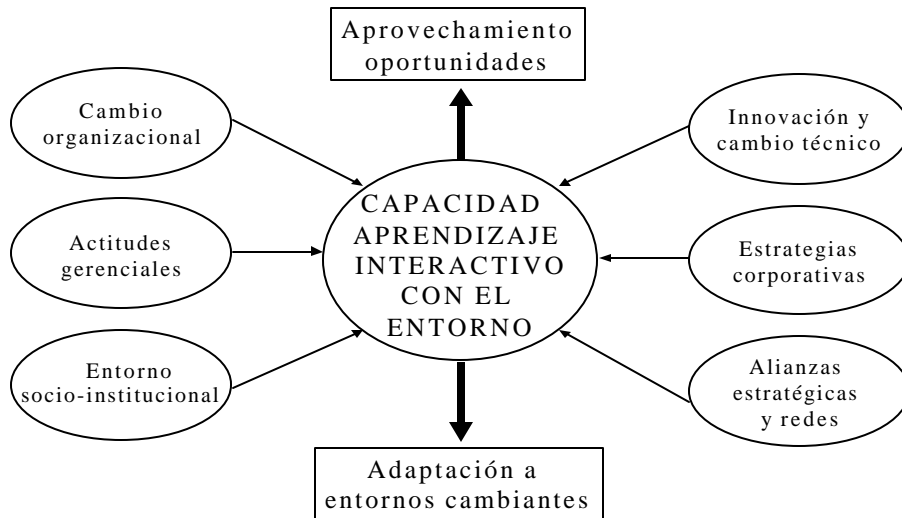 Aprovechamiento
oportunidades
Cambio
organizacional
Innovación y
cambio técnico
CAPACIDAD
APRENDIZAJE
INTERACTIVO
CON EL
ENTORNO
Actitudes
gerenciales
Estrategias
corporativas
Entorno
socio-institucional
Alianzas
estratégicas
y redes
Adaptación a
entornos cambiantes